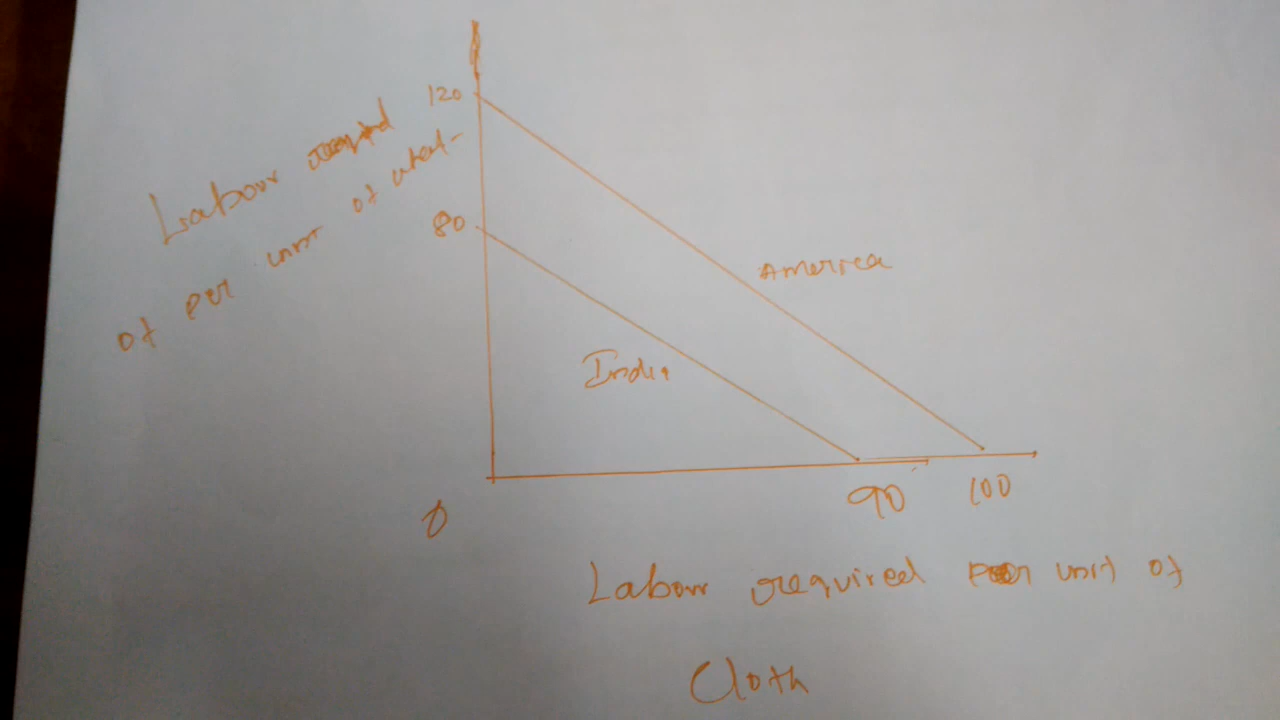 120
Labour required
of per unit of wheat
80
America
India
0
90
100
Labour required per unit of
Cloth